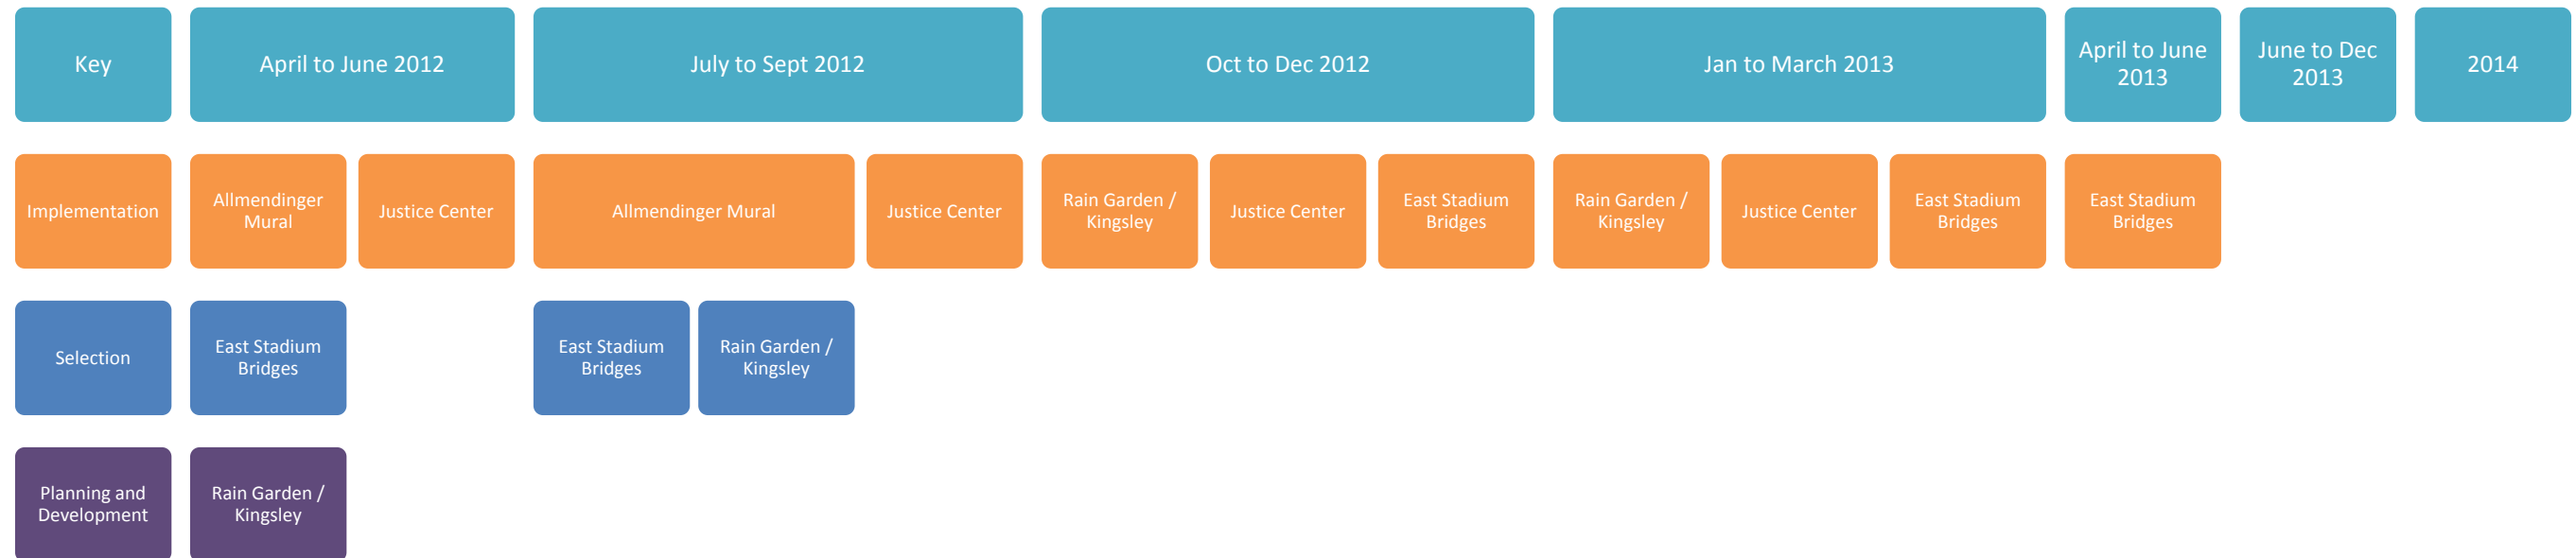 Key
April to June 2012
July to Sept 2012
Oct to Dec 2012
Jan to March 2013
April to June
2013
June to Dec
2013
2014
Implementation
Allmendinger
Mural
Justice Center
Allmendinger Mural
Justice Center
Rain Garden /
Kingsley
Justice Center
East Stadium
Bridges
Rain Garden /
Kingsley
Justice Center
East Stadium
Bridges
East Stadium
Bridges
Selection
East Stadium
Bridges
East Stadium
Bridges
Rain Garden /
Kingsley
Planning and
Development
Rain Garden /
Kingsley